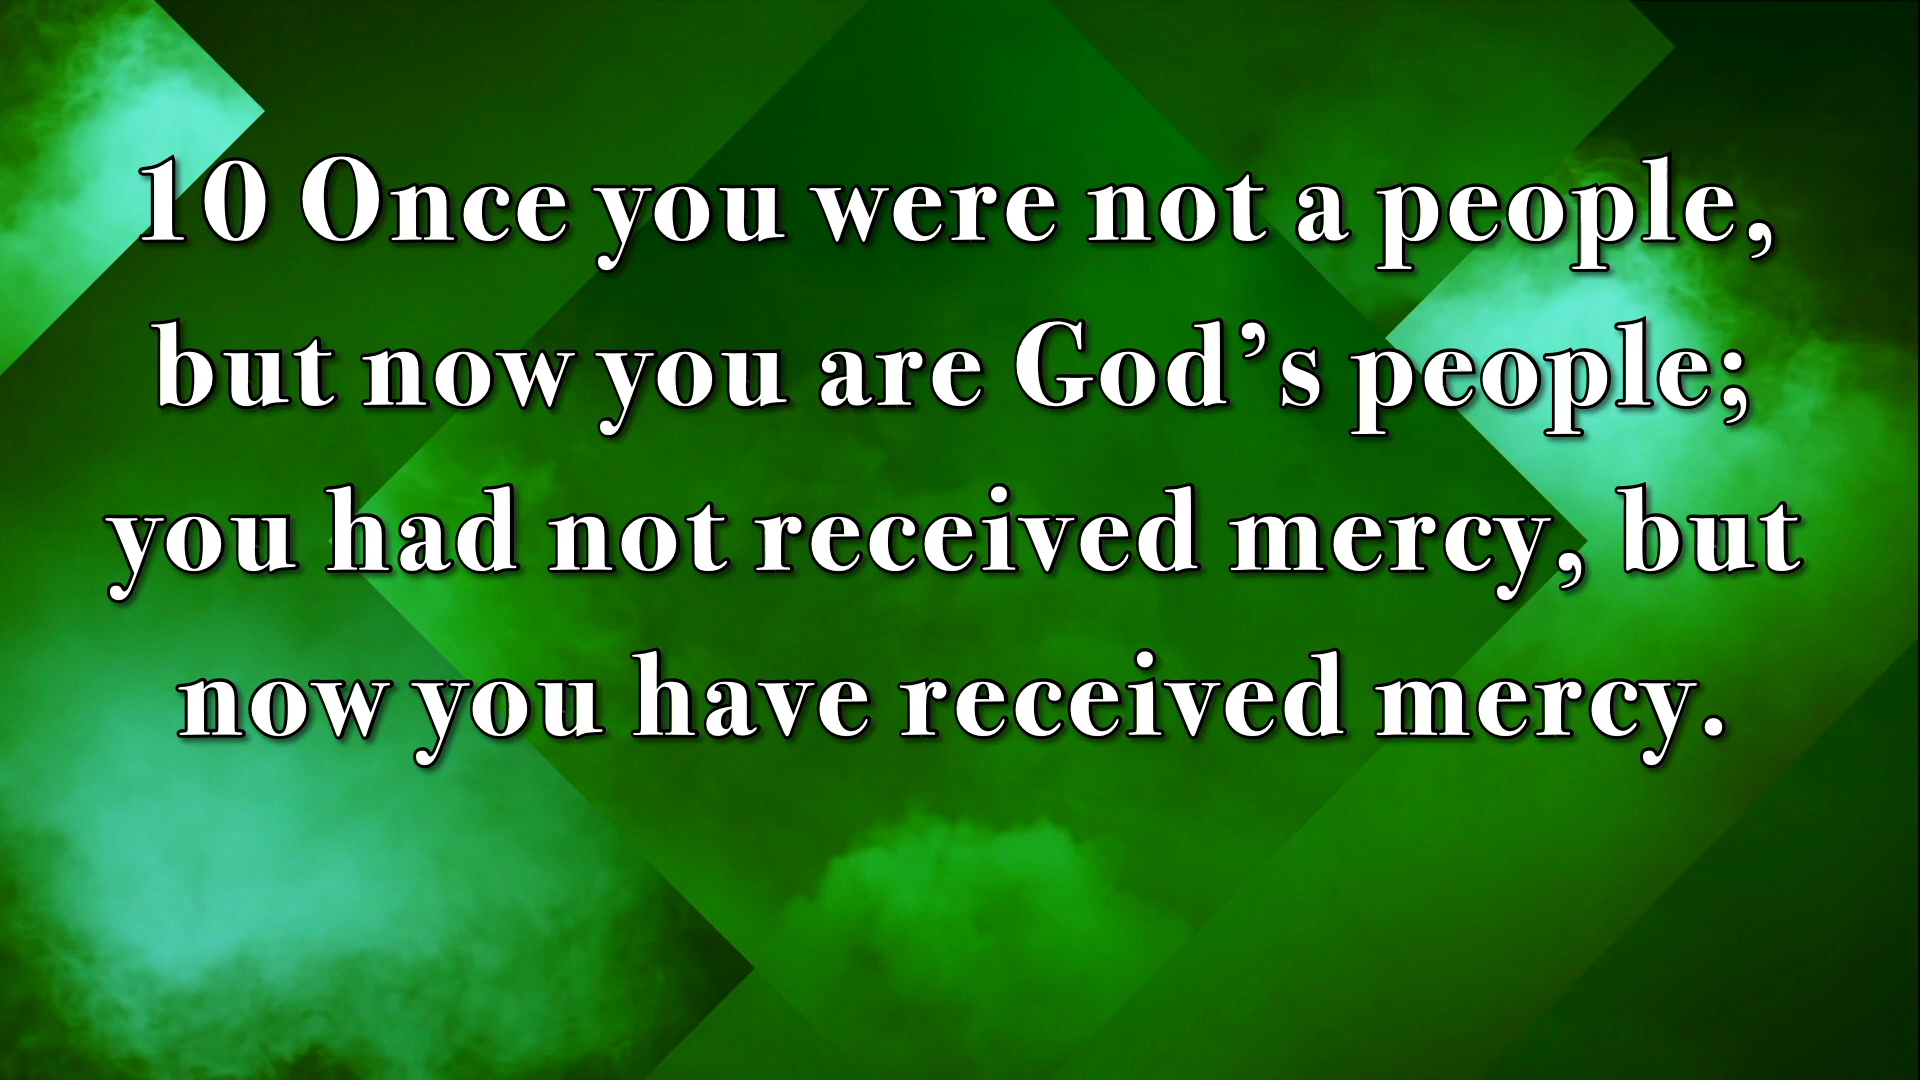 10 Once you were not a people,
but now you are God’s people;
you had not received mercy, but
now you have received mercy.